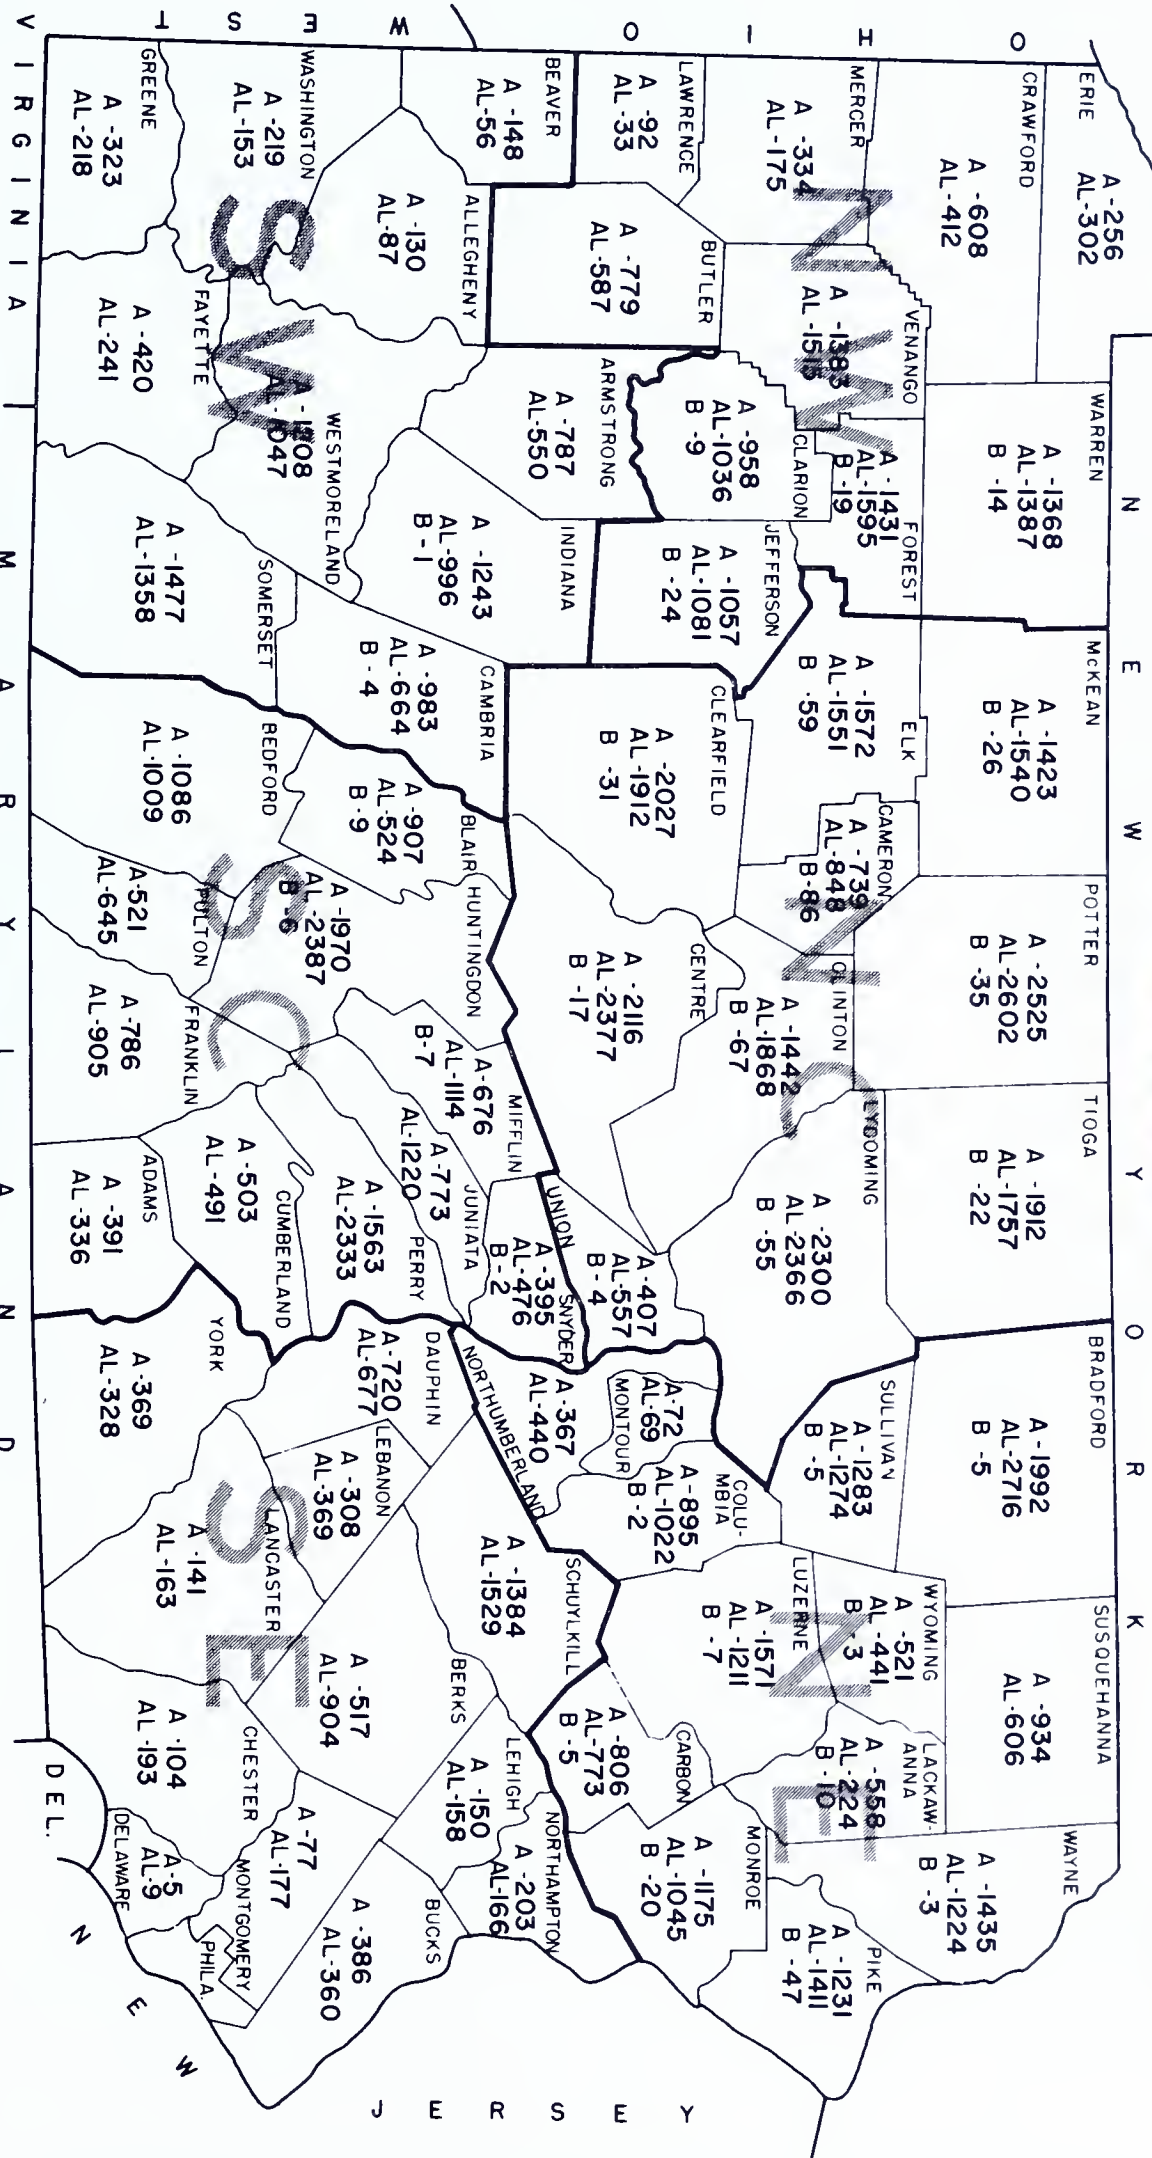 NEW YORK
OHIO
WEST
VIRGINIA
MARYLAND
DEL.
NEW
JERSEY
NW
NC
NE
SW
SC
SE
ERIE
A -256
AL-302
CRAWFORD
A -608
AL-412
WARREN
A -1368
AL-1387
B -14
McKEAN
A -1423
AL-1540
B -26
POTTER
A -2525
AL-2602
B -35
TIOGA
A -1912
AL-1757
B -22
BRADFORD
A -1992
AL-2716
B -5
SUSQUEHANNA
A -934
AL-606
WAYNE
A -1435
AL-1224
B -3
MERCER
A -334
AL-175
VENANGO
A -1383
AL-1515
FOREST
A -1431
AL-1595
B -19
ELK
A -1572
AL-1551
B -59
CAMERON
A -739
AL-848
B-86
CLINTON
A -1442
AL-1868
B -67
LYCOMING
A -2300
AL-2366
B -55
SULLIVAN
A -1283
AL-1274
B -5
WYOMING
A -521
AL-441
B -3
LACKAW-
ANNA
A -558
AL-224
B -10
PIKE
A -1231
AL-1411
B -47
LAWRENCE
A -92
AL-33
BUTLER
A -779
AL-587
CLARION
A -958
AL-1036
B -9
JEFFERSON
A -1057
AL-1081
B -24
CLEARFIELD
A -2027
AL-1912
B -31
CENTRE
A -2116
AL-2377
B -17
UNION
A -407
AL-557
B -4
MONTOUR
A-72
AL-69
COLU-
MBIA
A -895
AL-1022
B -2
LUZERNE
A -1571
AL-1211
B -7
CARBON
A -806
AL-773
B -5
MONROE
A -1175
AL-1045
B -20
BEAVER
A -148
AL-56
ALLEGHENY
A -130
AL-87
ARMSTRONG
A -787
AL-550
INDIANA
A -1243
AL-996
B -1
CAMBRIA
A -983
AL-664
B -4
BLAIR
A -907
AL-524
B -9
HUNTINGDON
A -1970
AL-2387
B -6
MIFFLIN
A-676
AL-1114
B-7
JUNIATA
A -773
AL-1220
SNYDER
A -395
AL-476
B -2
NORTHUMBERLAND
A -367
AL-440
SCHUYLKILL
A -1384
AL-1529
LEHIGH
A -150
AL-158
NORTHAMPTON
A -203
AL-166
WASHINGTON
A -219
AL-153
WESTMORELAND
A -1208
AL-1047
SOMERSET
A -1477
AL-1358
BEDFORD
A -1086
AL-1009
PERRY
A -1563
AL-2333
DAUPHIN
A-720
AL-677
LEBANON
A -308
AL-369
BERKS
A -517
AL-904
BUCKS
A -386
AL-360
GREENE
A -323
AL-218
FAYETTE
A -420
AL-241
FULTON
A-521
AL-645
FRANKLIN
A -786
AL-905
CUMBERLAND
A -503
AL-491
ADAMS
A -391
AL-336
YORK
A -369
AL-328
LANCASTER
A -141
AL-163
CHESTER
A -104
AL-193
MONTGOMERY
A-77
AL-177
DELAWARE
A-5
AL-9
PHILA.